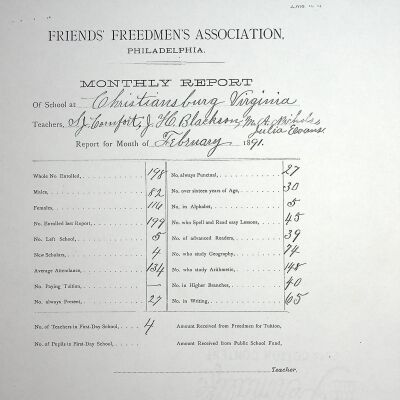 FRIENDS' FREEDMEN'S ASSOCIATION,
PHILADELPHIA.
MONTHLY REPORT
Of School at Christiansburg Virginia
Teachers, S. J. Comfort, J. H. Blackson, M. A. Nichols
Julia Evans.
Report for Month of February 1891.
Whole No. Enrolled, 198
No. always Punctual, 27
Males, 82
No. over sixteen years of Age, 30
Females, 116
No. in Alphabet, 5
No. Enrolled last Report, 199
No. who Spell and Read easy Lessons, 45
No. Left School, 5
No. of advanced Readers, 39
New Scholars, 4
No. who study Geography, 74
Average Attendance, 134
No. who study Arithmetic, 148
No. Paying Tuition, —
No. in Higher Branches, 40
No. always Present, 27
No. in Writing, 65
No. of Teachers in First-Day School, 4
Amount Received from Freedmen for Tuition,
No. of Pupils in First-Day School,
Amount Received from Public School Fund,
Teacher.